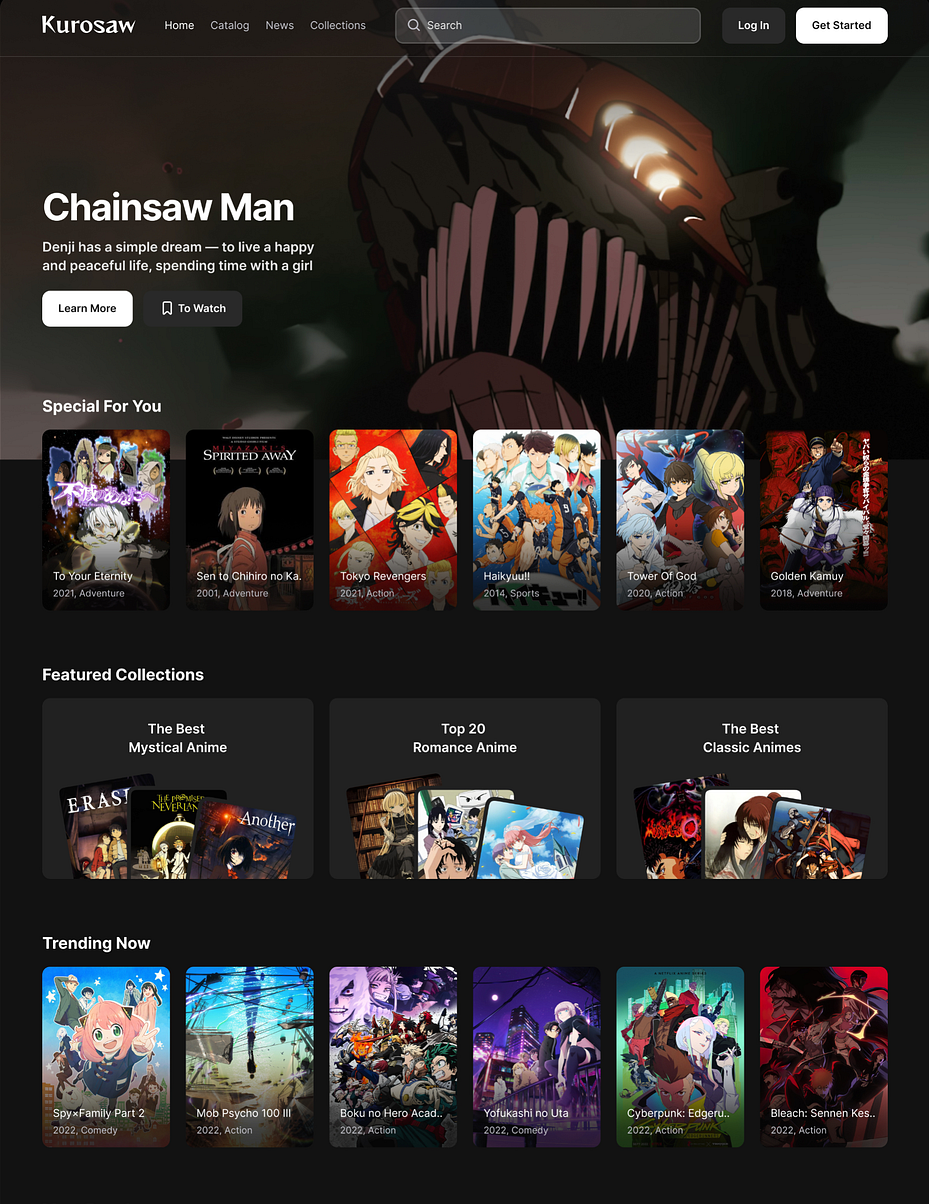 Kurosaw
Home
Catalog
News
Collections
Search
Log In
Get Started
Chainsaw Man
Denji has a simple dream — to live a happy
and peaceful life, spending time with a girl
Learn More
To Watch
Special For You
不滅のあなたへ
To Your Eternity
2021, Adventure
MIYAZAKI'S
SPIRITED AWAY
Sen to Chihiro no Ka.
2001, Adventure
Tokyo Revengers
2021, Action
Haikyuu!!
2014, Sports
Tower Of God
2020, Action
Golden Kamuy
2018, Adventure
Featured Collections
The Best
Mystical Anime
ERAS
THE PROMISED
NEVERLAN
Another
Top 20
Romance Anime
The Best
Classic Animes
Trending Now
Spy×Family Part 2
2022, Comedy
Mob Psycho 100 III
2022, Action
Boku no Hero Acad..
2022, Action
Yofukashi no Uta
2022, Comedy
A NETFLIX ANIME SERIES
Cyberpunk: Edgeru..
2022, Action
Bleach: Sennen Kes..
2022, Action